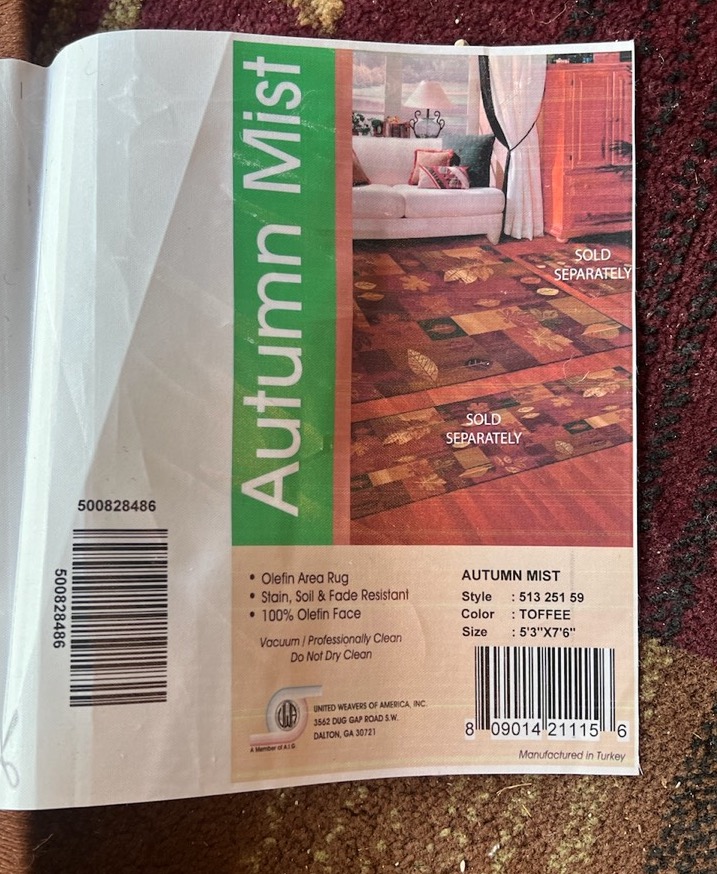 Autumn Mist
SOLD
SEPARATELY
SOLD
SEPARATELY
500828486
500828486
• Olefin Area Rug
• Stain, Soil & Fade Resistant
• 100% Olefin Face
Vacuum / Professionally Clean
Do Not Dry Clean
UWA
UNITED WEAVERS OF AMERICA, INC.
3562 DUG GAP ROAD S.W.
DALTON, GA 30721
A Member of A.I.G
AUTUMN MIST
Style : 513 251 59
Color : TOFFEE
Size : 5'3"X7'6"
8 09014 21115 6
Manufactured in Turkey